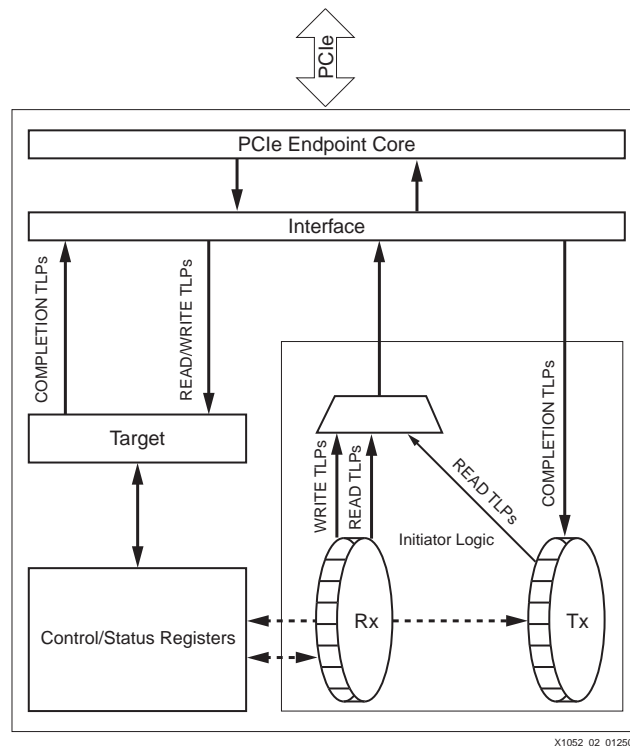 PCIe
PCIe Endpoint Core
Interface
COMPLETION TLPs
READ/WRITE TLPs
COMPLETION TLPs
Target
WRITE TLPs
READ TLPs
READ TLPs
Initiator Logic
Control/Status Registers
Rx
Tx
X1052_02_01250